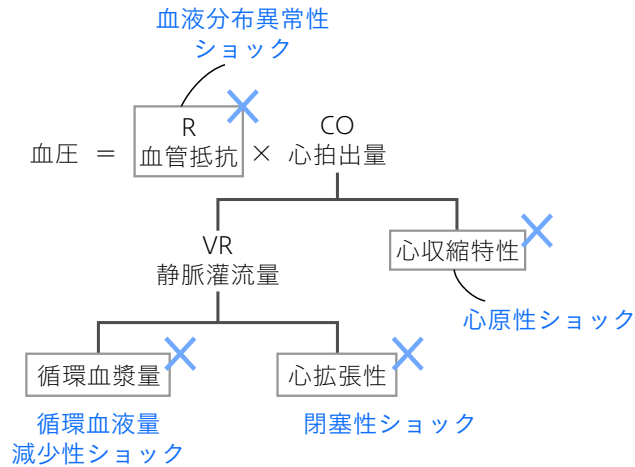 血液分布異常性
ショック
R
血管抵抗
CO
心拍出量
血圧 = × 
VR
静脈灌流量
心収縮特性
心原性ショック
循環血漿量
心拡張性
循環血液量
減少性ショック
閉塞性ショック